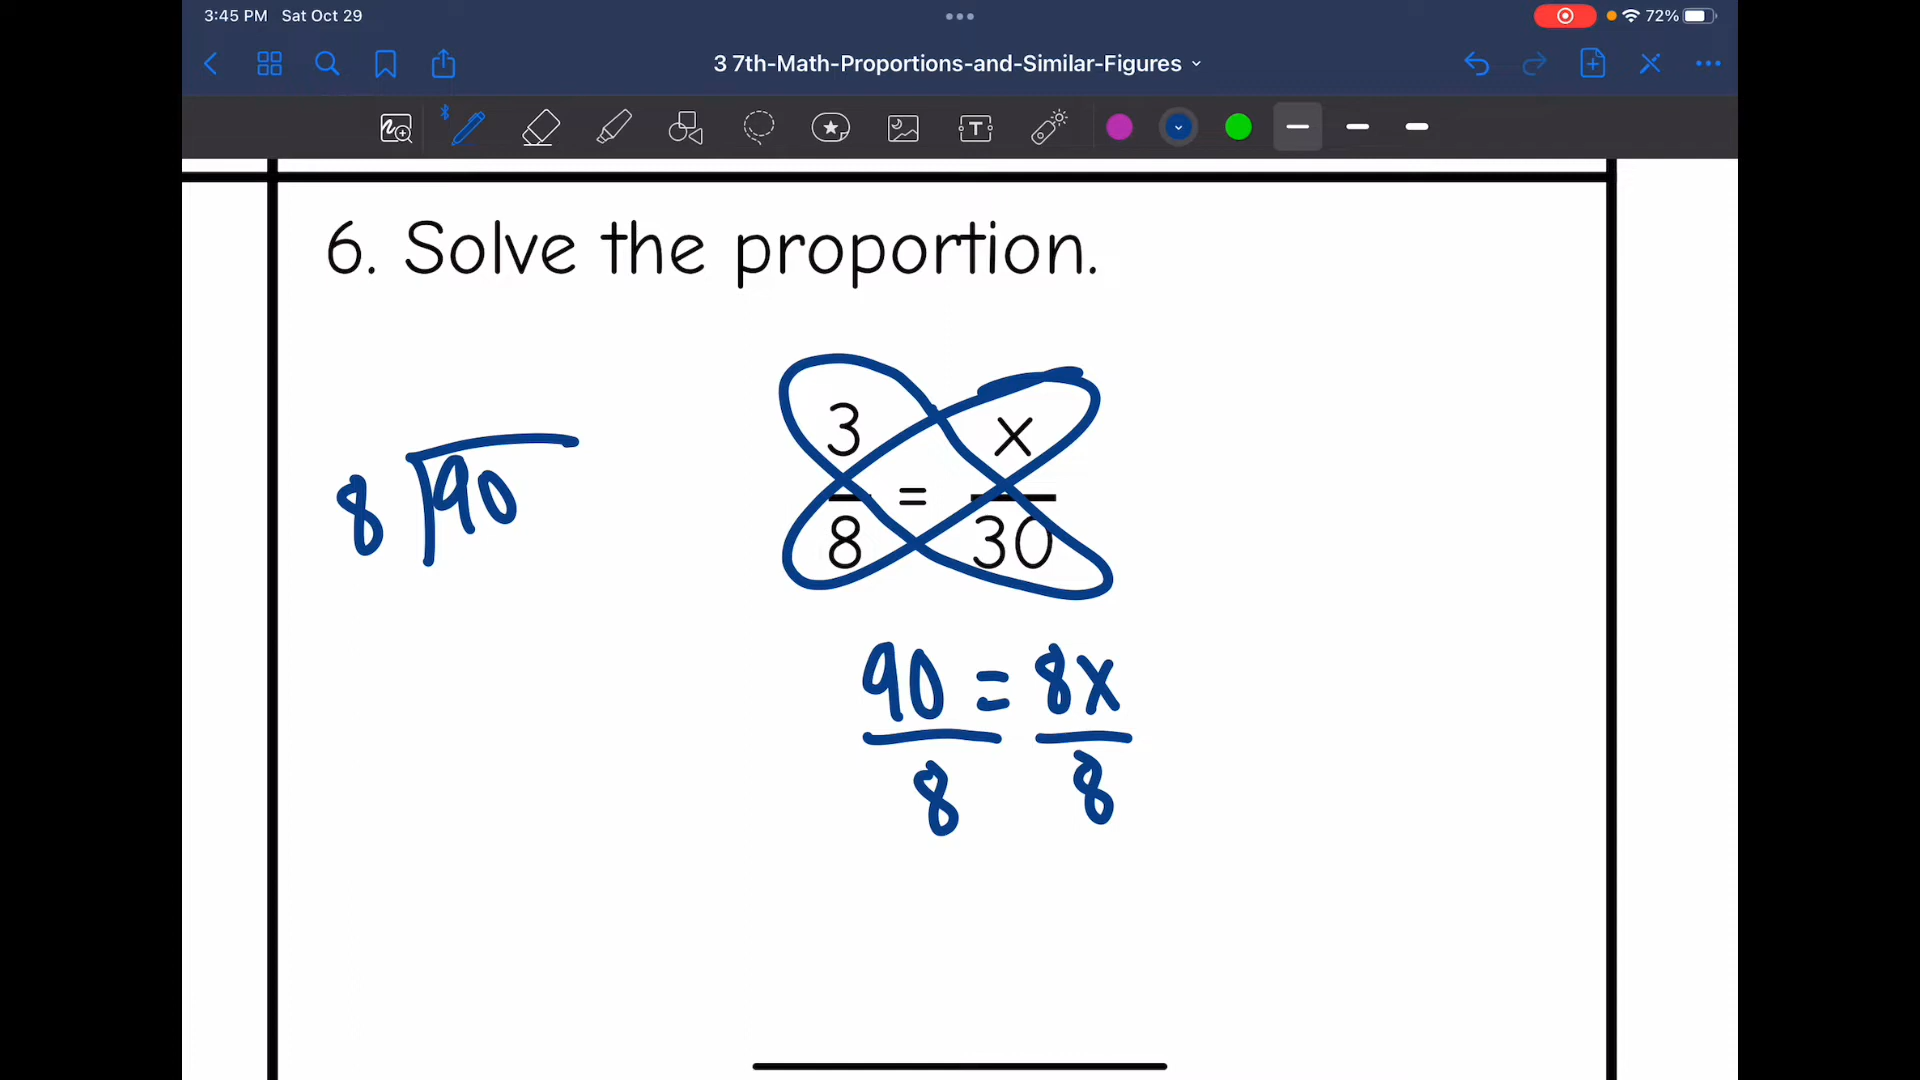 3:45 PM Sat Oct 29
72%
3 7th-Math-Proportions-and-Similar-Figures
T
6. Solve the proportion.
3 x
=
8 30
8 90
90 = 8x
8 8